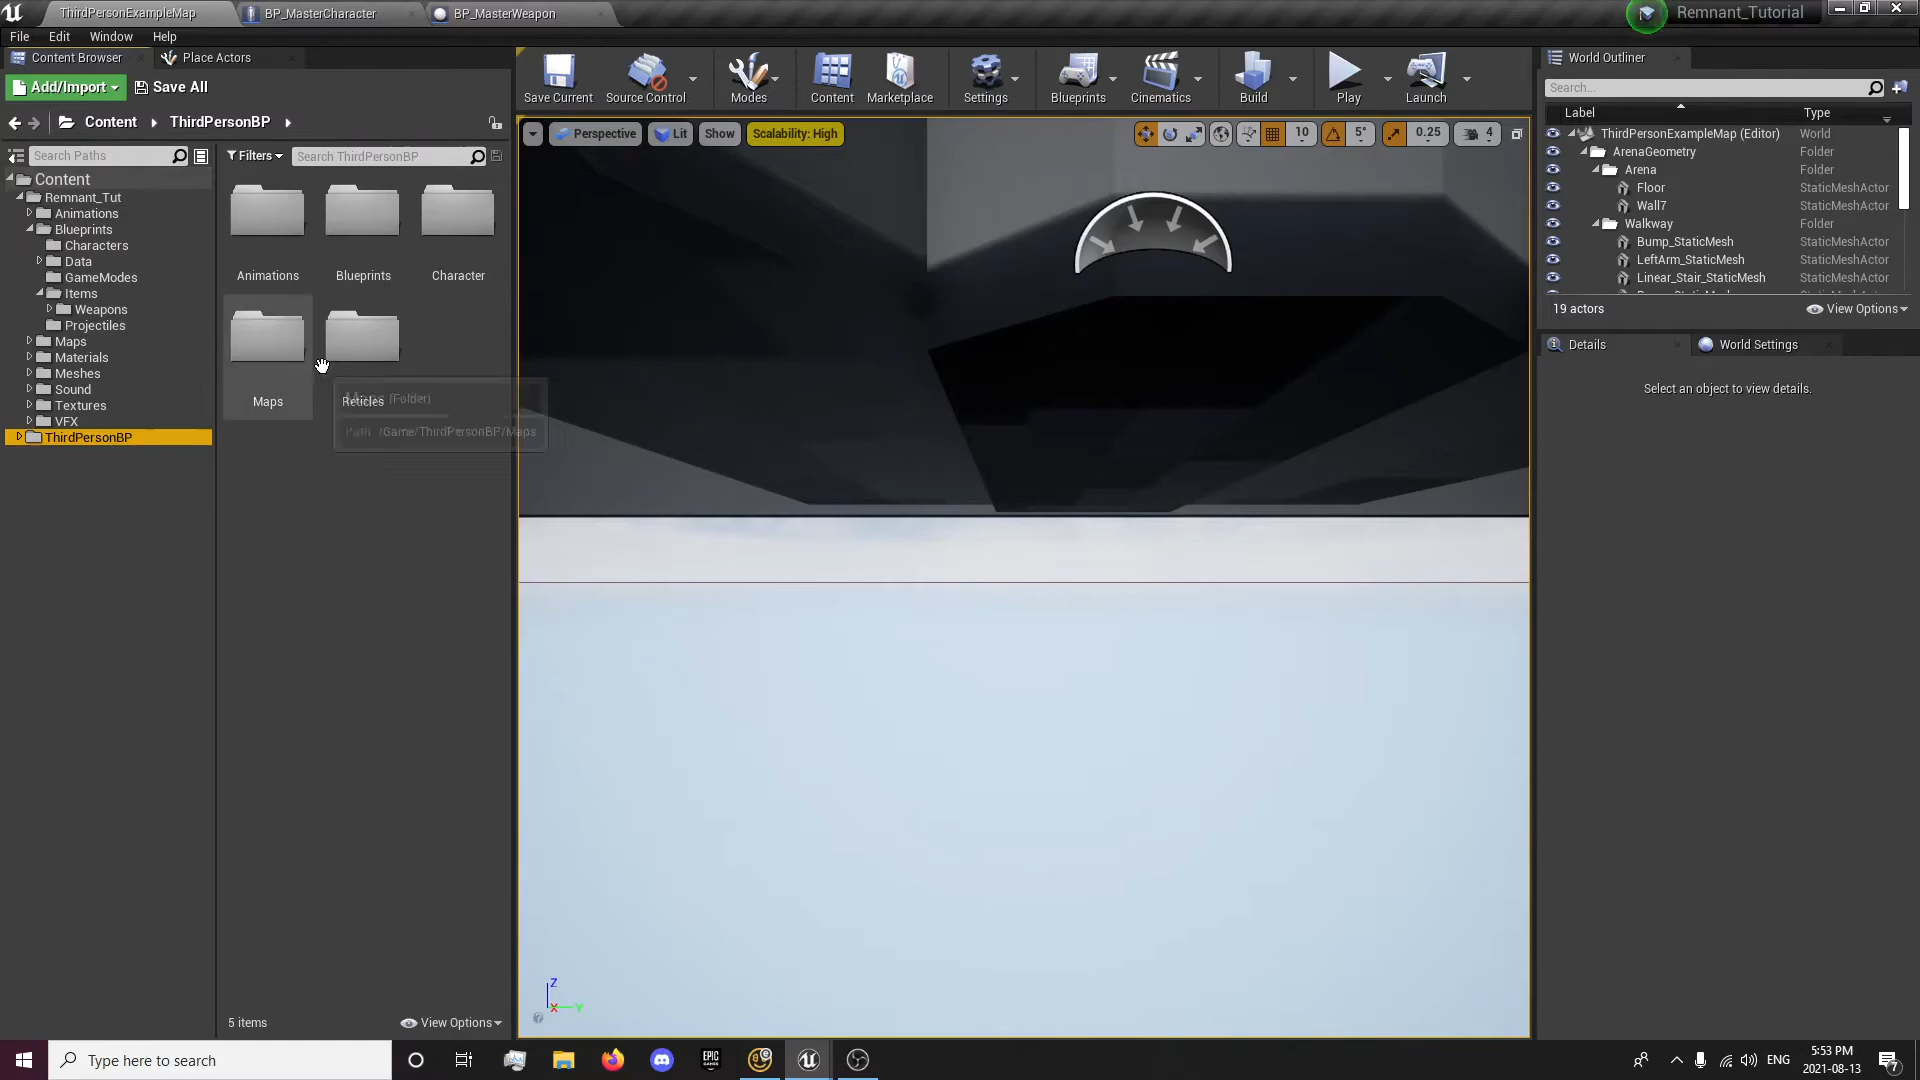 ThirdPersonExampleMap
BP_MasterCharacter
BP_MasterWeapon
Remnant_Tutorial
File
Edit
Window
Help
Content Browser
Place Actors
World Outliner
Add/Import
Save All
Save Current
Source Control
Modes
Content
Marketplace
Settings
Blueprints
Cinematics
Build
Play
Launch
Search...
Label
Type
Content
ThirdPersonBP
Search Paths
Filters
Search ThirdPersonBP
Perspective
Lit
Show
Scalability: High
10
5°
0.25
4
ThirdPersonExampleMap (Editor)
World
ArenaGeometry
Folder
Arena
Folder
Floor
StaticMeshActor
Wall7
StaticMeshActor
Walkway
Folder
Bump_StaticMesh
StaticMeshActor
LeftArm_StaticMesh
StaticMeshActor
Linear_Stair_StaticMesh
StaticMeshActor
19 actors
View Options
Details
World Settings
Select an object to view details.
Content
Remnant_Tut
Animations
Blueprints
Characters
Data
GameModes
Items
Weapons
Projectiles
Maps
Materials
Meshes
Sound
Textures
VFX
ThirdPersonBP
Animations
Blueprints
Character
Maps
Reticles
(Folder)
/Game/ThirdPersonBP/Maps
5 items
View Options
Z
X
Y
Type here to search
EPIC
ENG
5:53 PM
2021-08-13
7